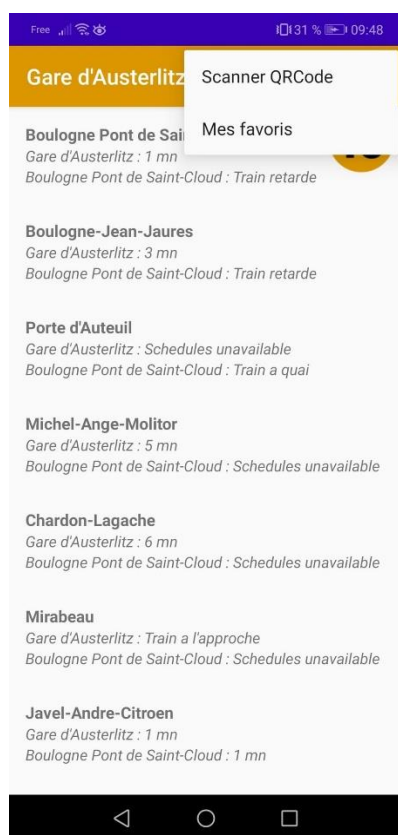 Free 31 % 09:48
Gare d'Austerlitz
Scanner QRCode
Mes favoris
Boulogne Pont de
Gare d'Austerlitz : 1 mn
Boulogne Pont de Saint-Cloud : Train retarde
Boulogne-Jean-Jaures
Gare d'Austerlitz : 3 mn
Boulogne Pont de Saint-Cloud : Train retarde
Porte d'Auteuil
Gare d'Austerlitz : Schedules unavailable
Boulogne Pont de Saint-Cloud : Train a quai
Michel-Ange-Molitor
Gare d'Austerlitz : 5 mn
Boulogne Pont de Saint-Cloud : Schedules unavailable
Chardon-Lagache
Gare d'Austerlitz : 6 mn
Boulogne Pont de Saint-Cloud : Schedules unavailable
Mirabeau
Gare d'Austerlitz : Train a l'approche
Boulogne Pont de Saint-Cloud : Schedules unavailable
Javel-Andre-Citroen
Gare d'Austerlitz : 1 mn
Boulogne Pont de Saint-Cloud : 1 mn